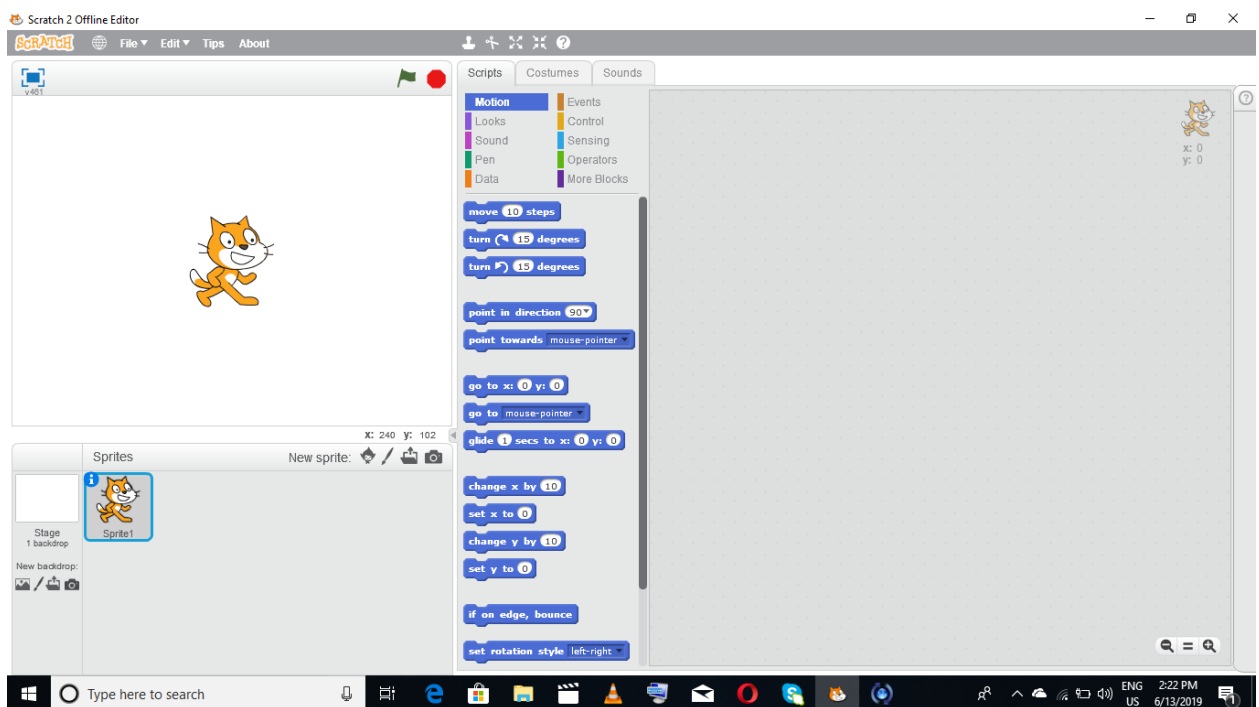 Scratch 2 Offline Editor
SCRATCH File Edit Tips About
v461
Scripts Costumes Sounds
Motion Events
Looks Control
Sound Sensing
Pen Operators
Data More Blocks
x: 0
y: 0
move 10 steps
turn 15 degrees
turn 15 degrees
point in direction 90
point towards mouse-pointer
go to x: 0 y: 0
go to mouse-pointer
glide 1 secs to x: 0 y: 0
change x by 10
set x to 0
change y by 10
set y to 0
if on edge, bounce
set rotation style left-right
X: 240 Y: 102
Sprites New sprite:
Stage
1 backdrop
Sprite1
New backdrop:
Type here to search
ENG
US
2:22 PM
6/13/2019
1